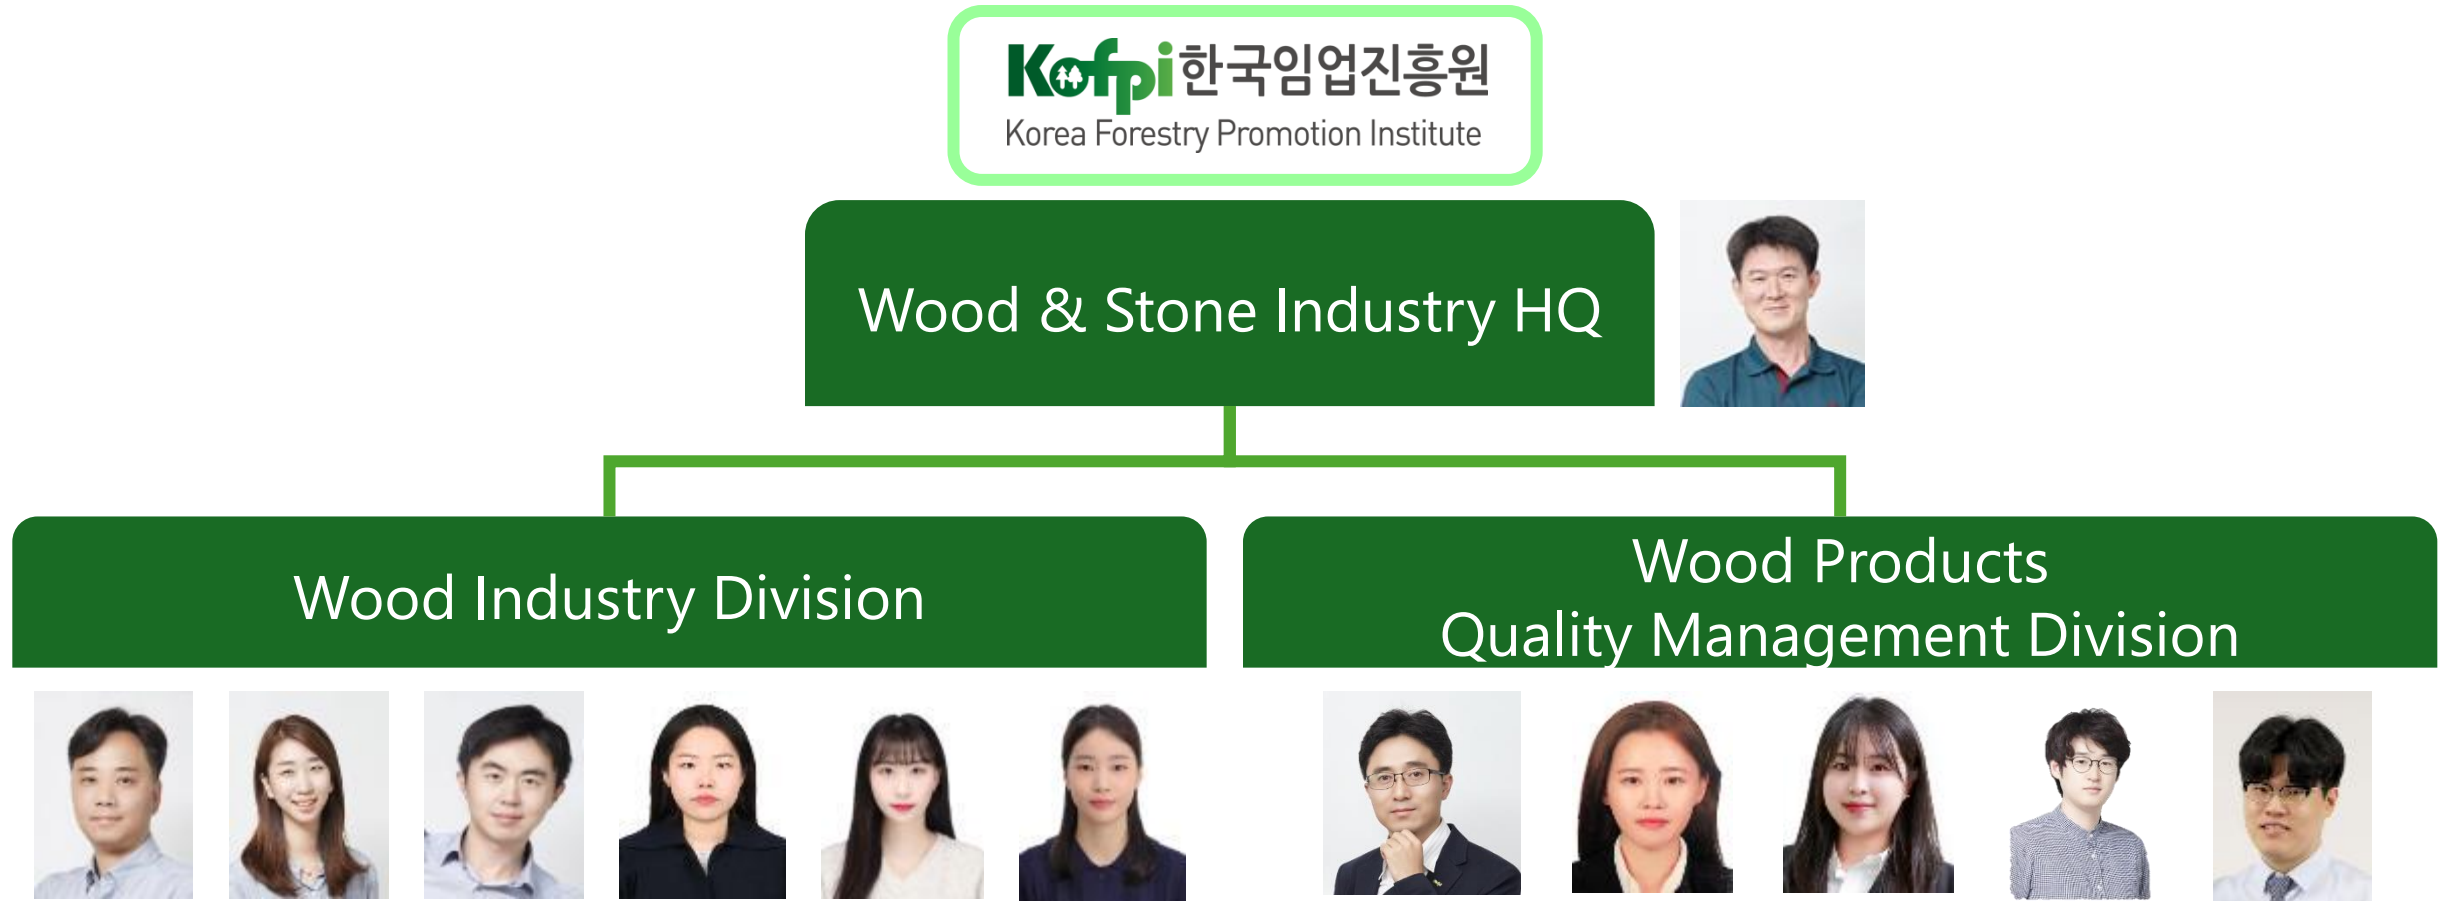 Kofpi한국임업진흥원
Korea Forestry Promotion Institute
Wood & Stone Industry HQ
Wood Industry Division
Wood Products
Quality Management Division